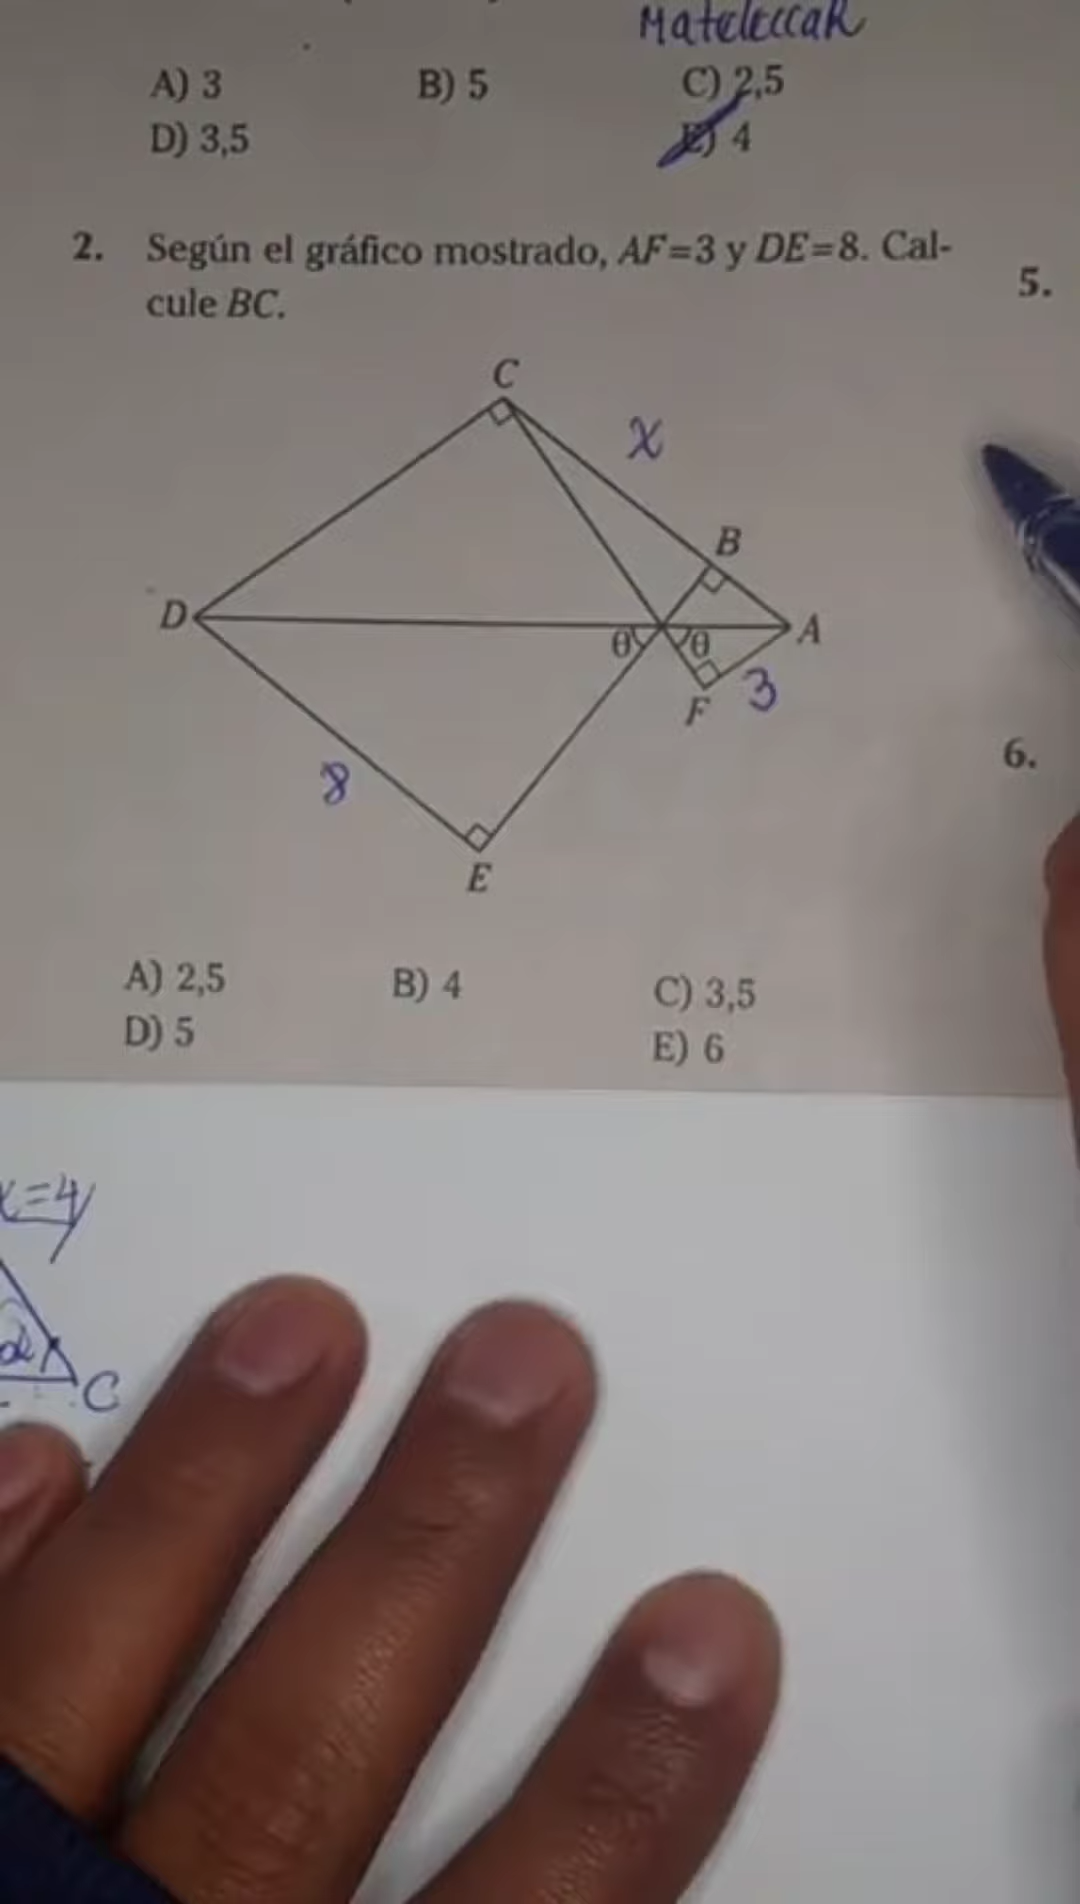 Mateleccar
A) 3 B) 5 C) 2,5
D) 3,5 E) 4
2. Según el gráfico mostrado, AF=3 y DE=8. Cal-
cule BC.
5.
C
x
B
D
θ θ
A
3
F
6.
8
E
A) 2,5 B) 4 C) 3,5
D) 5 E) 6
x=4
α
C